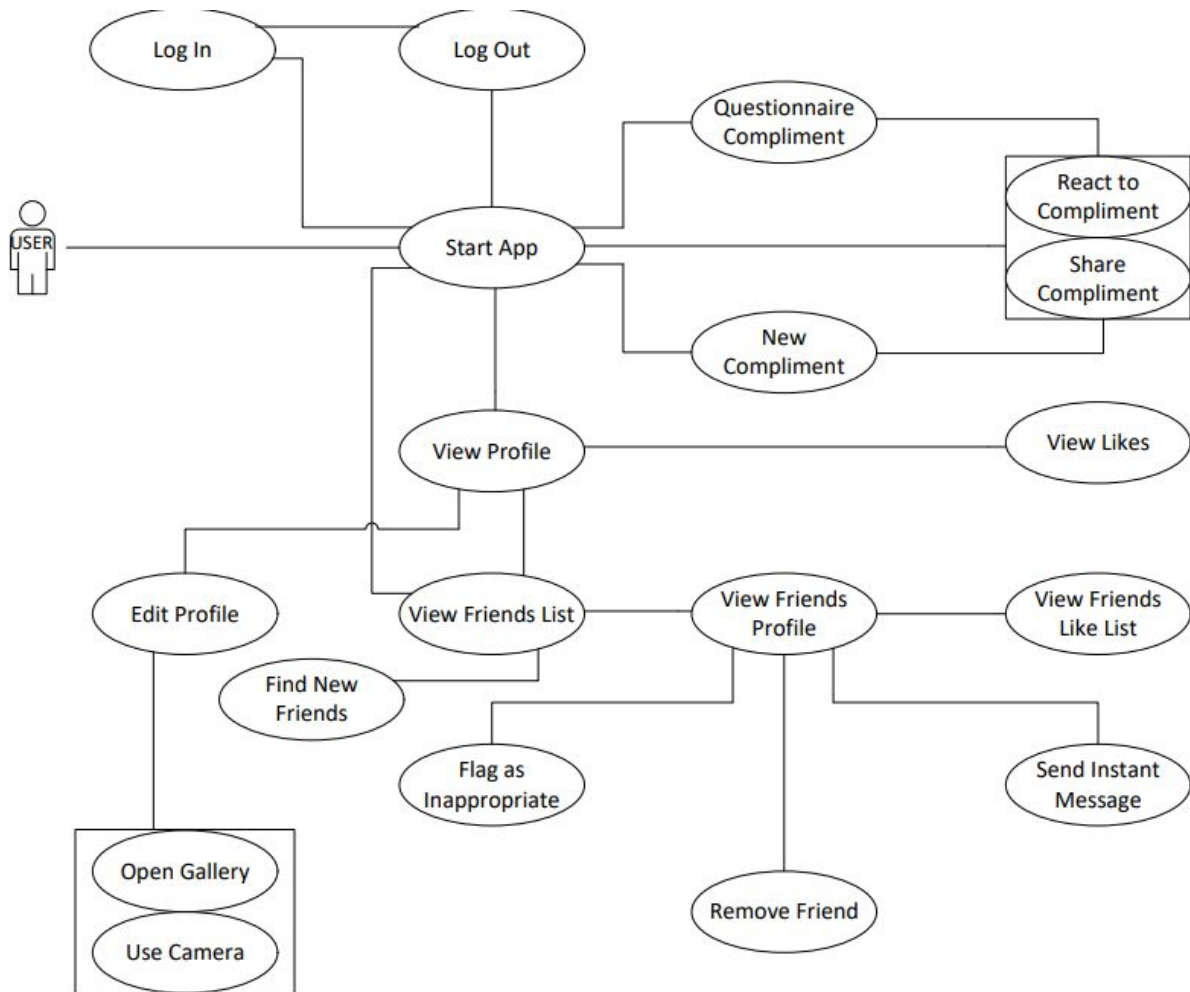 Log In
Log Out
Questionnaire
Compliment
React to
Compliment
USER
Start App
Share
Compliment
New
Compliment
View Profile
View Likes
Edit Profile
View Friends List
View Friends
Profile
View Friends
Like List
Find New
Friends
Flag as
Inappropriate
Send Instant
Message
Open Gallery
Remove Friend
Use Camera